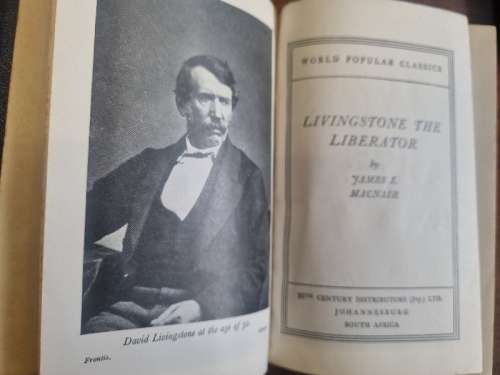 David Livingstone at the age of 50
Frontis.
WORLD POPULAR CLASSICS
LIVINGSTONE THE
LIBERATOR
by
JAMES I.
MACNAIR
20TH CENTURY DISTRIBUTORS (Pty.) LTD.
JOHANNESBURG
SOUTH AFRICA